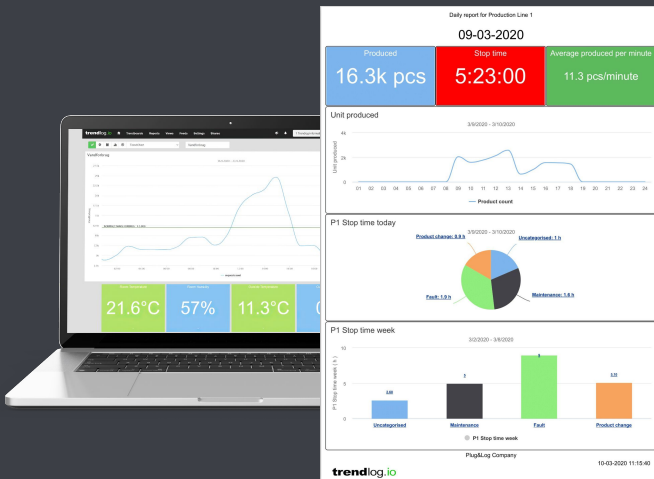 Daily report for Production Line 1
09-03-2020
Produced
16.3k pcs
Stop time
5:23:00
Average produced per minute
11.3 pcs/minute
Unit produced
3/9/2020 - 3/10/2020
Unit produced
4k
2k
0
01 02 03 04 05 06 07 08 09 10 11 12 13 14 15 16 17 18 19 20 21 22 23 24
Product count
P1 Stop time today
3/9/2020 - 3/10/2020
Uncategorised: 1 h
Maintenance: 1.6 h
Fault: 1.9 h
P1 Stop time week
3/2/2020 - 3/8/2020
P1 Stop time week ( h )
10
5
0
Uncategorised
Maintenance
Fault
Product change
P1 Stop time week
Plug&Log Company
10-03-2020 11:15:40
trendlog.io
trendlog.io
Trendboards Reports Views Feeds Settings
21.6°C
57%
11.3°C